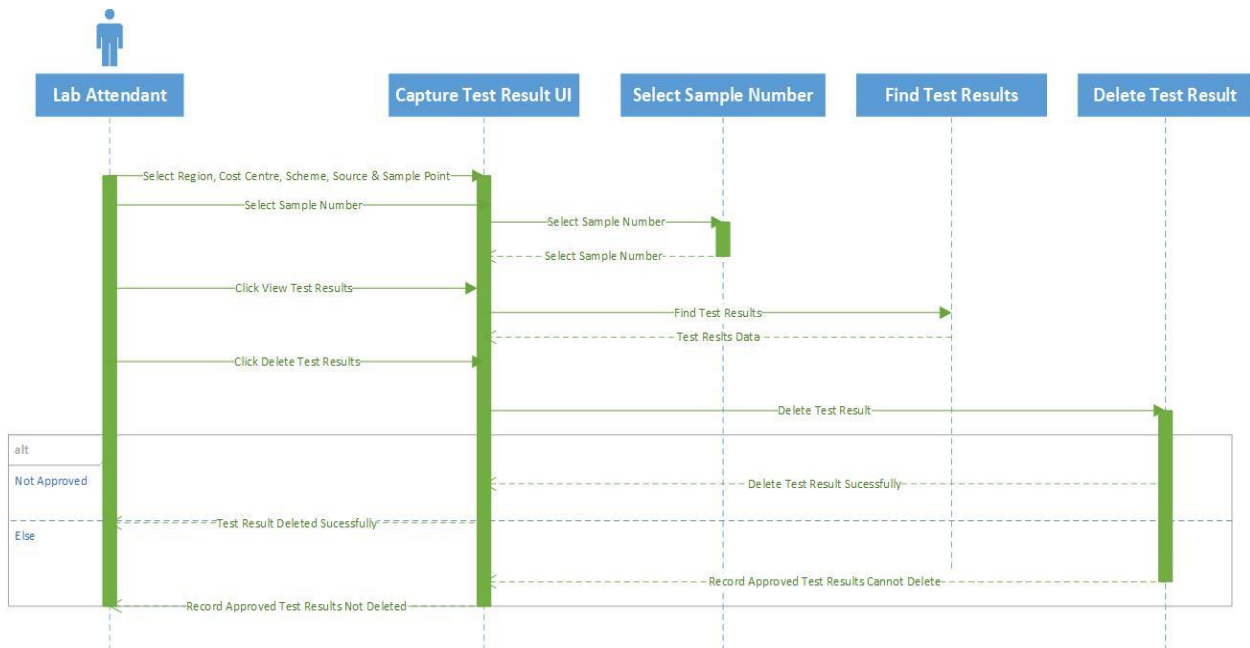 Lab Attendant
Capture Test Result UI
Select Sample Number
Find Test Results
Delete Test Result
Select Region, Cost Centre, Scheme, Source & Sample Point
Select Sample Number
Select Sample Number
Select Sample Number
Click View Test Results
Find Test Results
Test Reslts Data
Click Delete Test Results
Delete Test Result
alt
Not Approved
Delete Test Result Sucessfully
Test Result Deleted Sucessfully
Else
Record Approved Test Results Cannot Delete
Record Approved Test Results Not Deleted